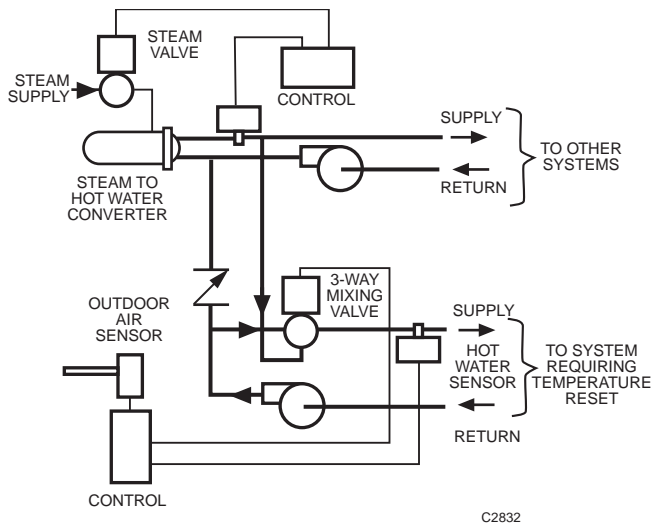 STEAM
VALVE
STEAM
SUPPLY
CONTROL
SUPPLY
TO OTHER
SYSTEMS
RETURN
STEAM TO
HOT WATER
CONVERTER
3-WAY
MIXING
VALVE
OUTDOOR
AIR
SENSOR
SUPPLY
HOT
WATER
SENSOR
TO SYSTEM
REQUIRING
TEMPERATURE
RESET
RETURN
CONTROL
C2832